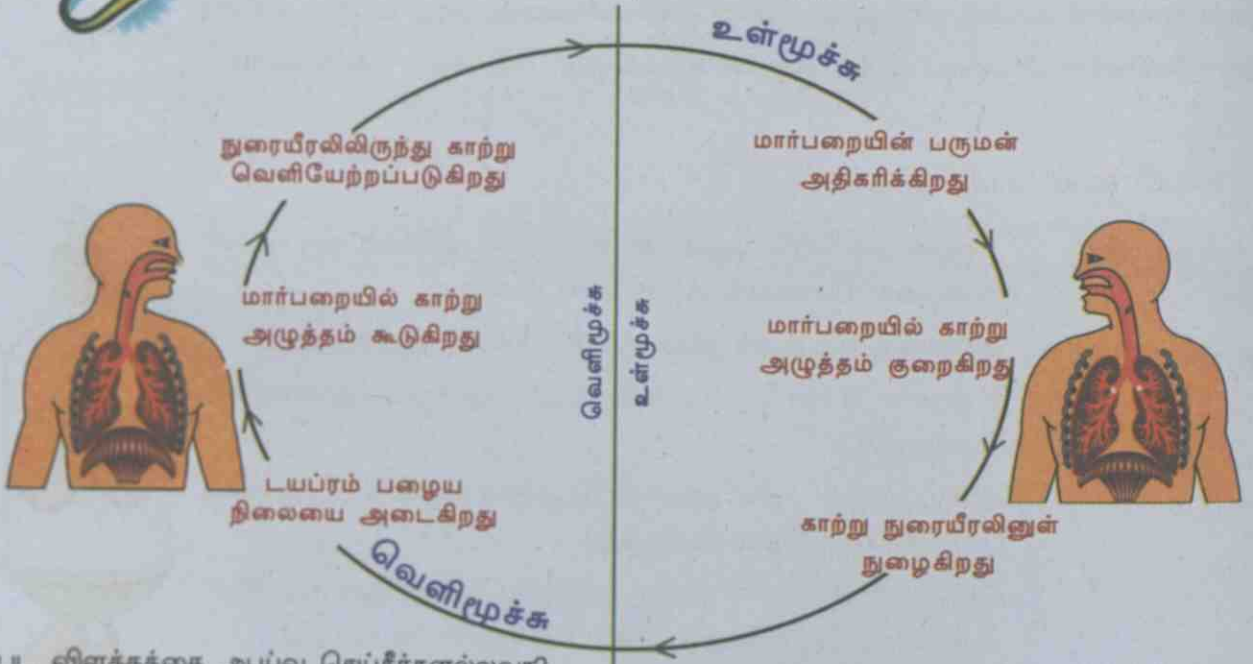 உள்மூச்சு
மார்பறையின் பருமன்
அதிகரிக்கிறது
மார்பறையில் காற்று
அழுத்தம் குறைகிறது
காற்று நுரையீரலினுள்
நுழைகிறது
வெளிமூச்சு
டயப்ரம் பழைய
நிலையை அடைகிறது
மார்பறையில் காற்று
அழுத்தம் கூடுகிறது
நுரையீரலிலிருந்து காற்று
வெளியேற்றப்படுகிறது
வெளிமூச்சு
உள்மூச்சு